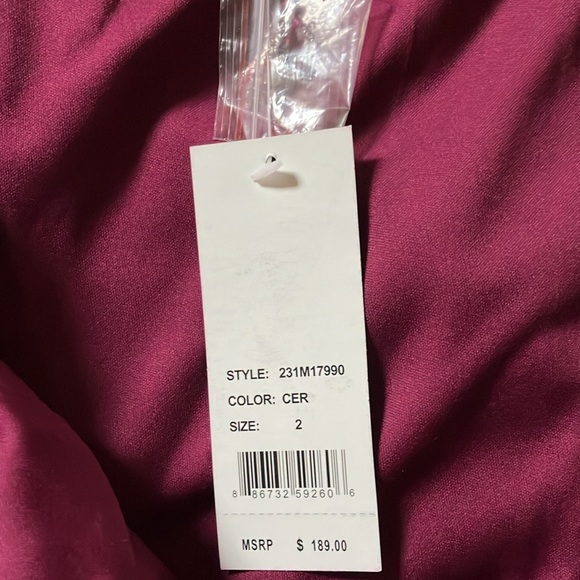 STYLE: 231M17990
COLOR: CER
SIZE: 2
8 86732 59260 6
MSRP $ 189.00